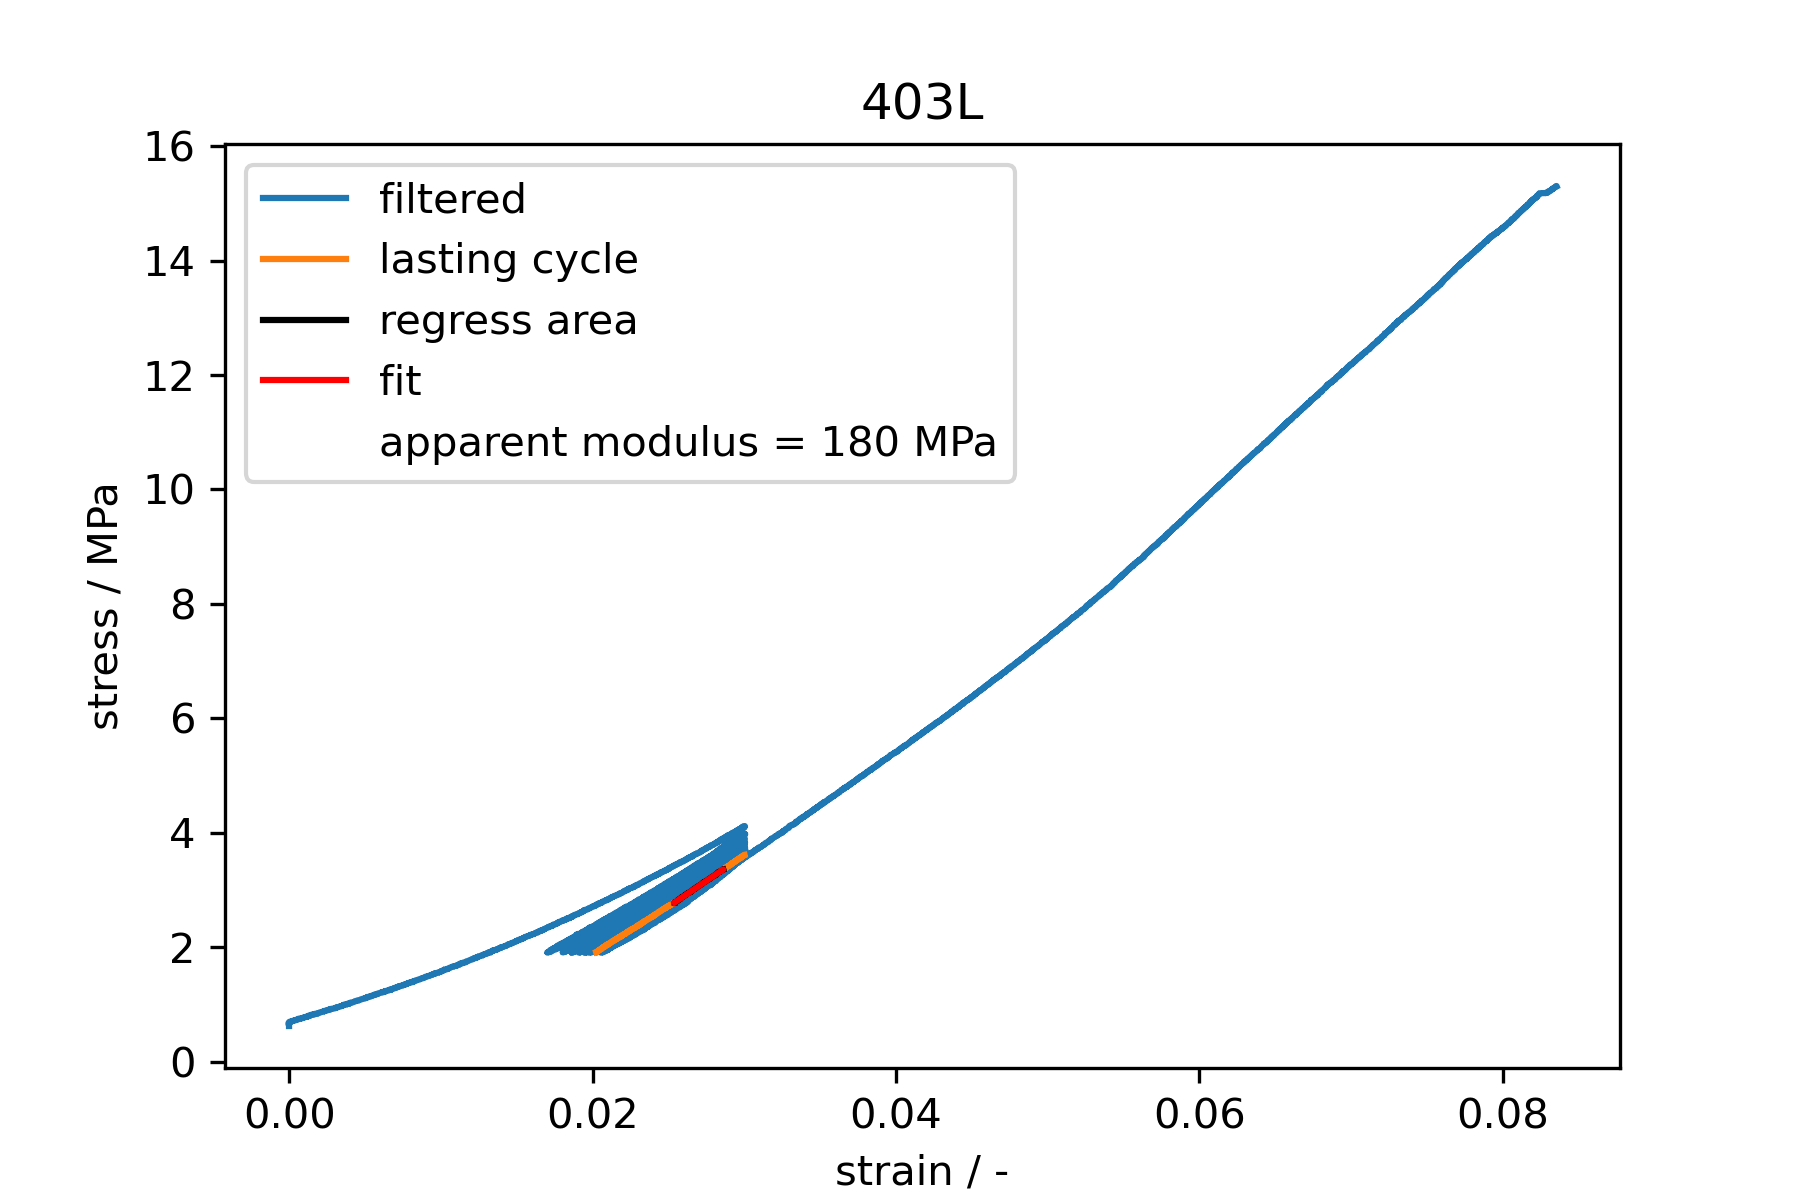 403L
filtered
lasting cycle
regress area
fit
apparent modulus = 180 MPa
stress / MPa
16
14
12
10
8
6
4
2
0
0.00 0.02 0.04 0.06 0.08
strain / -